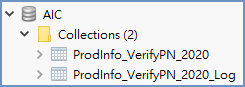 AIC
Collections (2)
ProdInfo_VerifyPN_2020
ProdInfo_VerifyPN_2020_Log